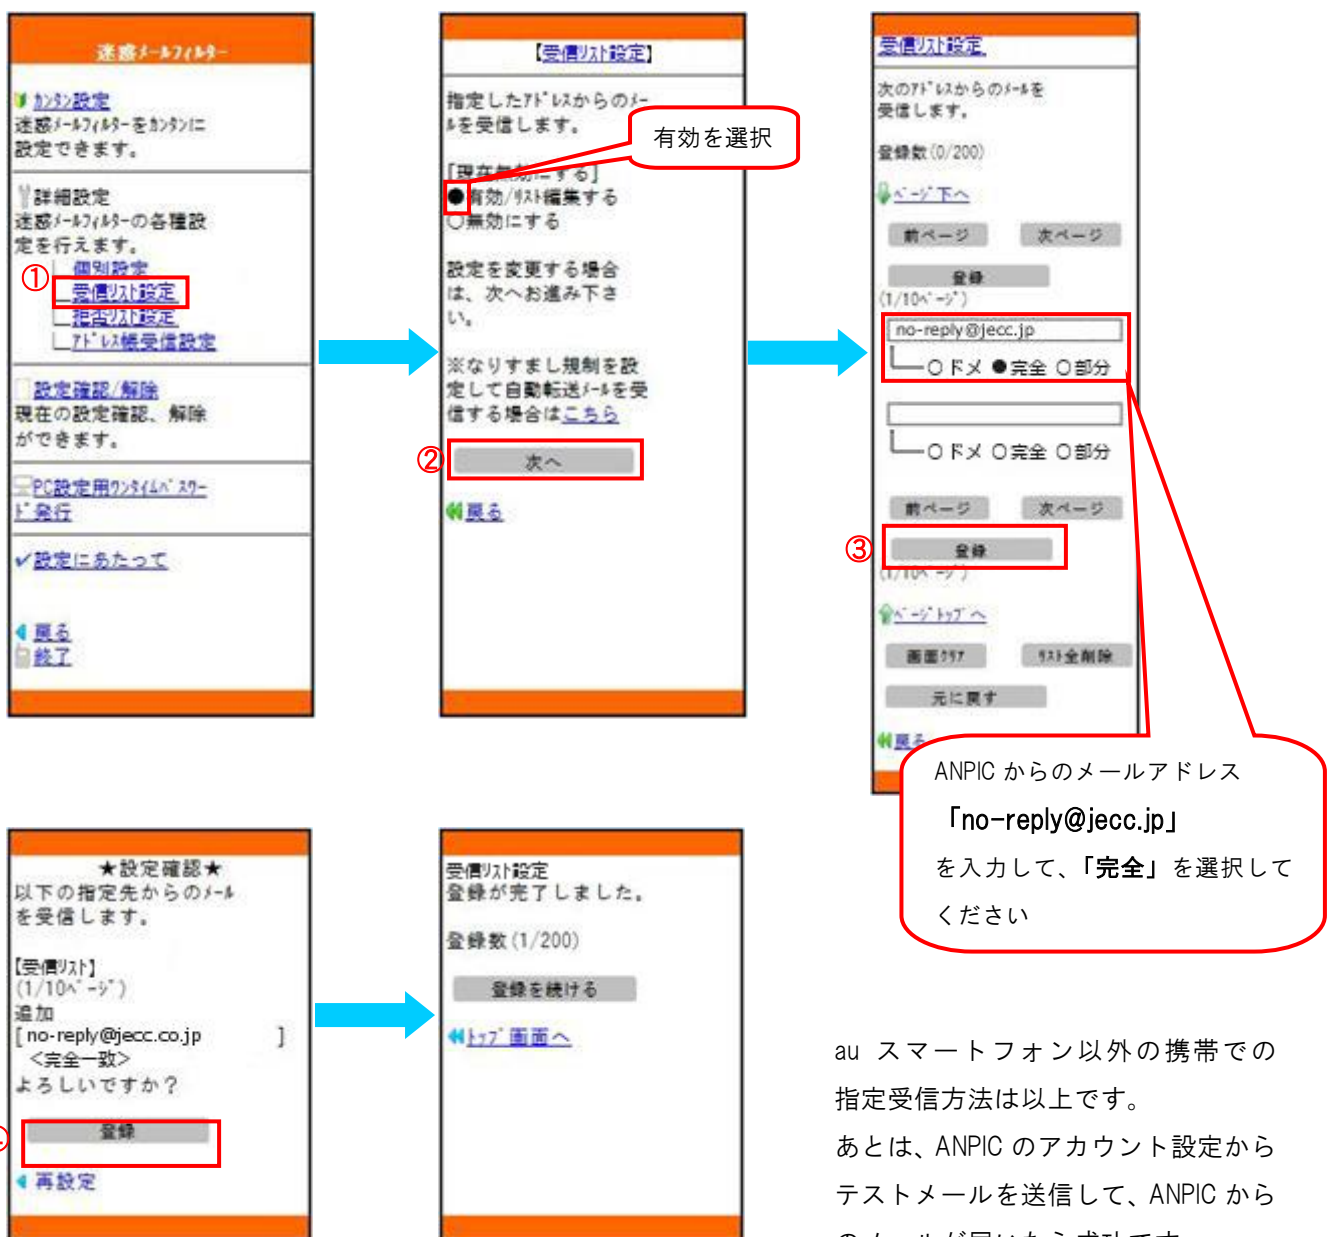 迷惑ﾒｰﾙﾌｨﾙﾀｰ
ｶﾝﾀﾝ設定
迷惑ﾒｰﾙﾌｨﾙﾀｰをｶﾝﾀﾝに
設定できます。
詳細設定
迷惑ﾒｰﾙﾌｨﾙﾀｰの各種設
定を行えます。
個別設定
①
受信ﾘｽﾄ設定
拒否ﾘｽﾄ設定
ｱﾄﾞﾚｽ帳受信設定
設定確認/解除
現在の設定確認、解除
ができます。
PC設定用ﾜﾝﾀｲﾑﾊﾟｽﾜｰ
ﾄﾞ発行
設定にあたって
戻る
終了
【受信ﾘｽﾄ設定】
指定したｱﾄﾞﾚｽからのﾒｰ
ﾙを受信します。
有効を選択
[現在無効にする]
●有効/ﾘｽﾄ編集する
○無効にする
設定を変更する場合
は、次へお進み下さ
い。
※なりすまし規制を設
定して自動転送ﾒｰﾙを受
信する場合はこちら
②
次へ
戻る
受信ﾘｽﾄ設定
次のｱﾄﾞﾚｽからのﾒｰﾙを
受信します。
登録数(0/200)
ﾍﾟｰｼﾞ下へ
前ページ 次ページ
登録
(1/10ﾍﾟｰｼﾞ)
no-reply@jecc.jp
○ドメ ●完全 ○部分
○ドメ ○完全 ○部分
前ページ 次ページ
③
登録
(1/10ﾍﾟｰｼﾞ)
ﾍﾟｰｼﾞﾄｯﾌﾟへ
画面ｸﾘｱ ﾘｽﾄ全削除
元に戻す
戻る
ANPIC からのメールアドレス
「no-reply@jecc.jp」
を入力して、「完全」を選択して
ください
★設定確認★
以下の指定先からのﾒｰﾙ
を受信します。
【受信ﾘｽﾄ】
(1/10ﾍﾟｰｼﾞ)
追加
[no-reply@jecc.co.jp ]
<完全一致>
よろしいですか?
登録
再設定
受信ﾘｽﾄ設定
登録が完了しました。
登録数(1/200)
登録を続ける
ﾄｯﾌﾟ画面へ
au スマートフォン以外の携帯での
指定受信方法は以上です。
あとは、ANPIC のアカウント設定から
テストメールを送信して、ANPIC から
のメールが届いたら成功です